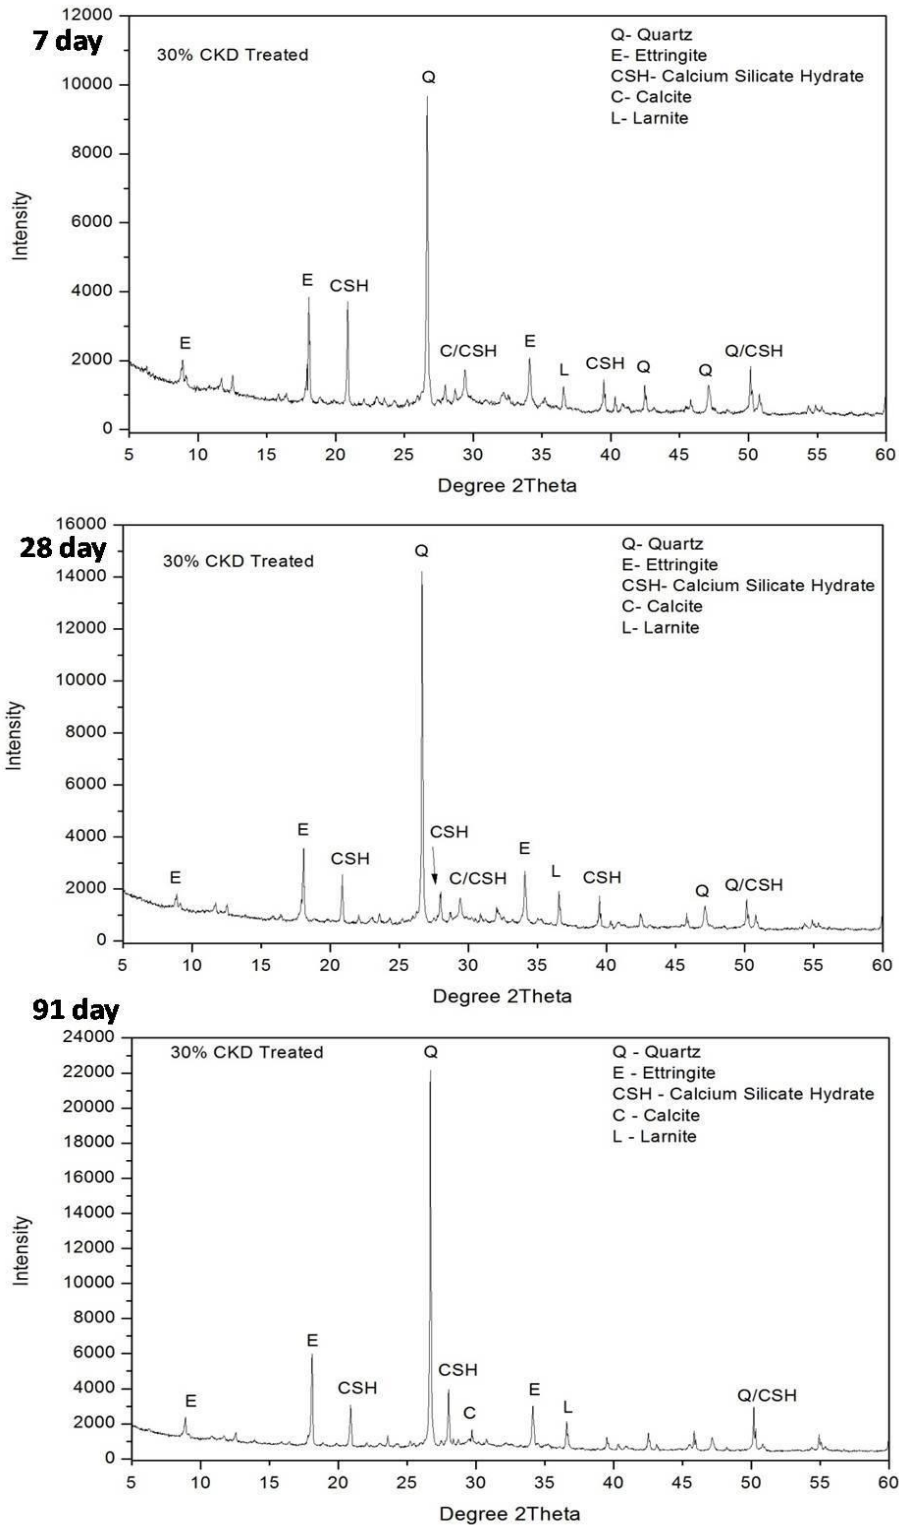 7 day
30% CKD Treated
Q- Quartz
E- Ettringite
CSH- Calcium Silicate Hydrate
C- Calcite
L- Larnite
12000
10000
8000
6000
4000
2000
0
Intensity
E
E
CSH
Q
C/CSH
E
L
CSH
Q
Q
Q/CSH
5 10 15 20 25 30 35 40 45 50 55 60
Degree 2Theta
28 day
30% CKD Treated
Q- Quartz
E- Ettringite
CSH- Calcium Silicate Hydrate
C- Calcite
L- Larnite
16000
14000
12000
10000
8000
6000
4000
2000
0
Intensity
E
E
CSH
Q
CSH
C/CSH
E
L
CSH
Q
Q/CSH
5 10 15 20 25 30 35 40 45 50 55 60
Degree 2Theta
91 day
30% CKD Treated
Q - Quartz
E - Ettringite
CSH - Calcium Silicate Hydrate
C - Calcite
L - Larnite
24000
22000
20000
18000
16000
14000
12000
10000
8000
6000
4000
2000
0
Intensity
E
E
CSH
Q
CSH
C
E
L
Q/CSH
5 10 15 20 25 30 35 40 45 50 55 60
Degree 2Theta